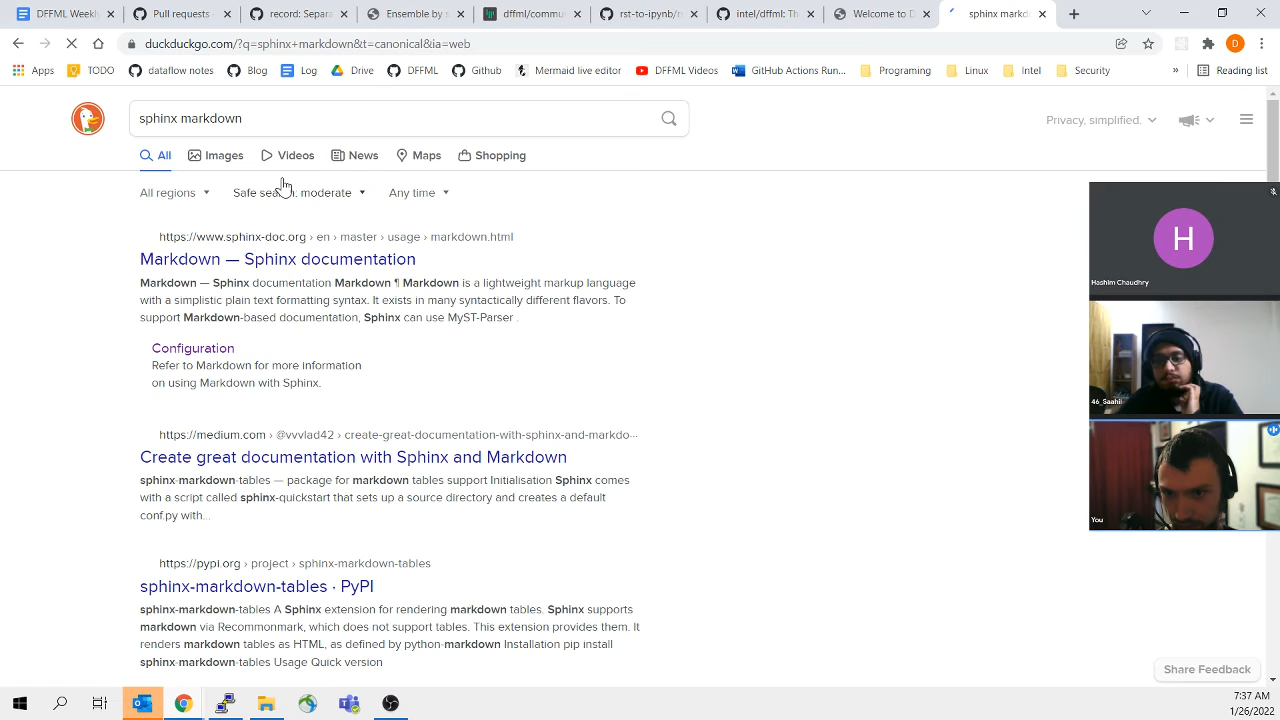 DFFML Weekly
Pull requests ·
record: Separa
Ensemble by s
dffml/commu
rst-to-ipynb/m
intel/dffml: Th
Welcome to D
sphinx markdo
duckduckgo.com/?q=sphinx+markdown&t=canonical&ia=web
Apps
TODO
dataflow notes
Blog
Log
Drive
DFFML
Github
Mermaid live editor
DFFML Videos
GitHub Actions Run...
Programing
Linux
Intel
Security
»
Reading list
sphinx markdown
Privacy, simplified.
All
Images
Videos
News
Maps
Shopping
All regions
Safe search: moderate
Any time
https://www.sphinx-doc.org › en › master › usage › markdown.html
Markdown — Sphinx documentation
Markdown — Sphinx documentation Markdown ¶ Markdown is a lightweight markup language
with a simplistic plain text formatting syntax. It exists in many syntactically different flavors. To
support Markdown-based documentation, Sphinx can use MyST-Parser .
Configuration
Refer to Markdown for more information
on using Markdown with Sphinx.
https://medium.com › @vvvlad42 › create-great-documentation-with-sphinx-and-markdo···
Create great documentation with Sphinx and Markdown
sphinx-markdown-tables — package for markdown tables support Initialisation Sphinx comes
with a script called sphinx-quickstart that sets up a source directory and creates a default
conf.py with...
https://pypi.org › project › sphinx-markdown-tables
sphinx-markdown-tables · PyPI
sphinx-markdown-tables A Sphinx extension for rendering markdown tables. Sphinx supports
markdown via Recommonmark, which does not support tables. This extension provides them. It
renders markdown tables as HTML, as defined by python-markdown Installation pip install
sphinx-markdown-tables Usage Quick version
H
Hashim Chaudhry
46_Saahil
You
Share Feedback
7:37 AM
1/26/2022